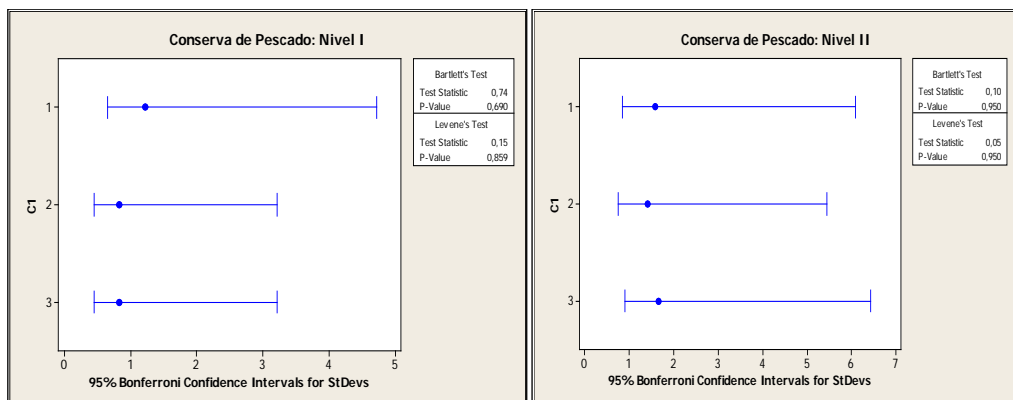 Conserva de Pescado: Nivel I
Bartlett's Test
Test Statistic 0,74
P-Value 0,690
Levene's Test
Test Statistic 0,15
P-Value 0,859
C1
1
2
3
0 1 2 3 4 5
95% Bonferroni Confidence Intervals for StDevs
Conserva de Pescado: Nivel II
Bartlett's Test
Test Statistic 0,10
P-Value 0,950
Levene's Test
Test Statistic 0,05
P-Value 0,950
C1
1
2
3
0 1 2 3 4 5 6 7
95% Bonferroni Confidence Intervals for StDevs